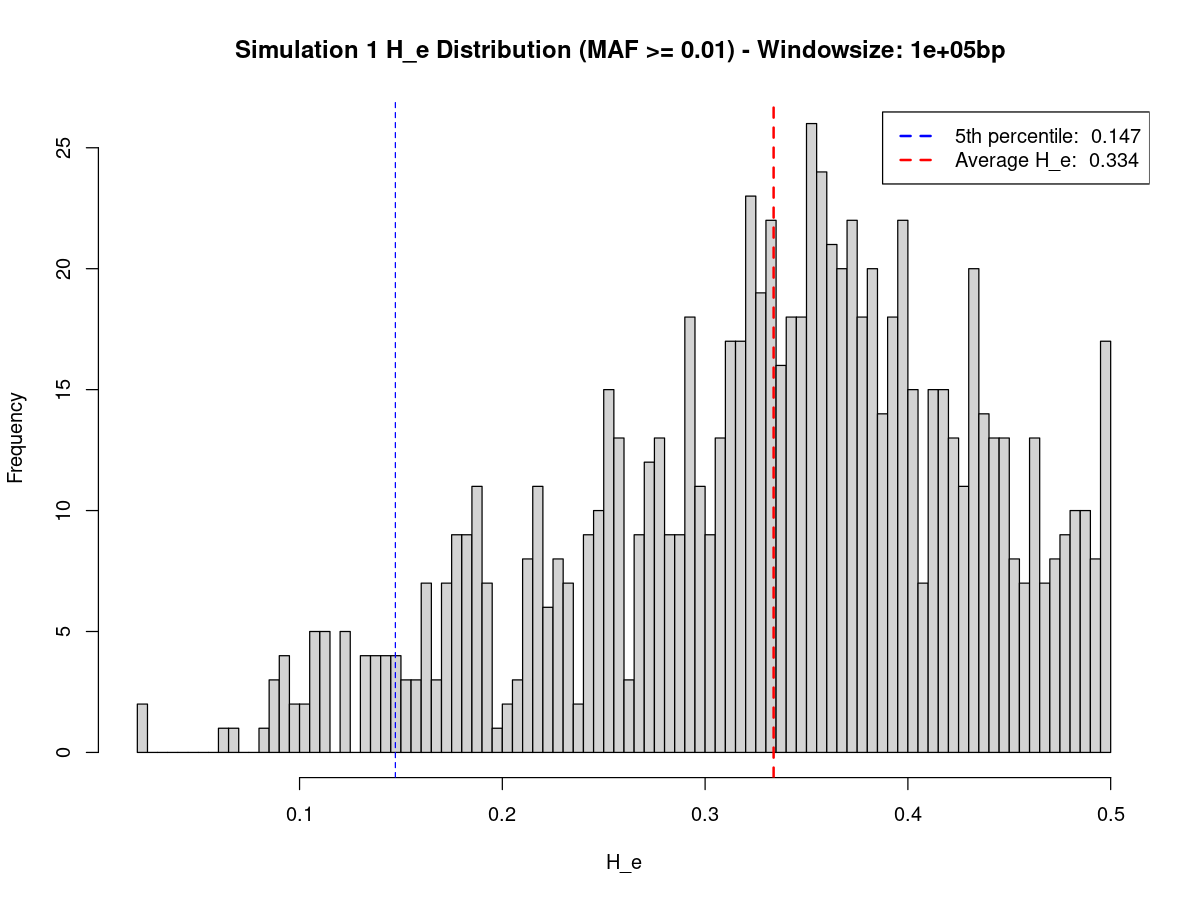 Simulation 1 H_e Distribution (MAF >= 0.01) - Windowsize: 1e+05bp
5th percentile:  0.147
Average H_e:  0.334
Frequency
25
20
15
10
5
0
0.1 0.2 0.3 0.4 0.5
H_e